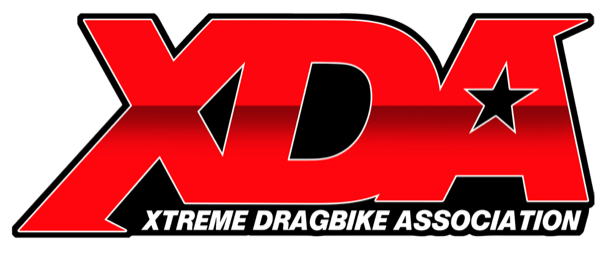 XDA
XTREME DRAGBIKE ASSOCIATION